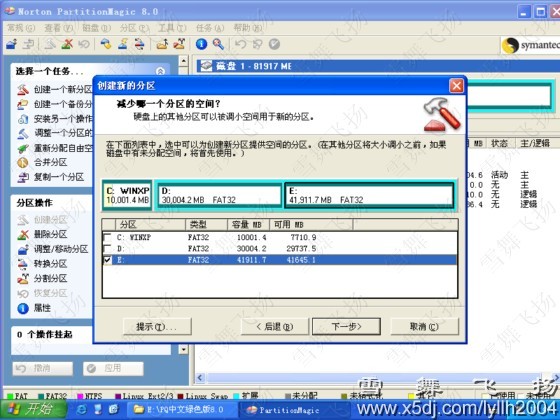 Norton PartitionMagic 8.0
常规(G) 查看(V) 磁盘(D) 分区(P) 工具(T) 任务(A) 帮助(H)
symantec
选择一个任务...
磁盘 1 - 81917 MB
创建一个新分区
创建一个备份分
安装另一个操作
调整一个分区的
重新分配自由空
合并分区
复制一个分区
分区操作
创建分区
删除分区
调整/移动分区
转换分区
分割分区
恢复分区
属性
0 个操作挂起
撤消
应用
创建新的分区
减少哪一个分区的空间?
硬盘上的其他分区可以被调小空间用于新的分区。
在下面列表中，选中可以为创建新分区提供空间的分区。(在其他分区将大小调小之前，如果
磁盘中有未分配空间，将首先使用。)
C: WINXP
10,001.4 MB
D:
30,004.2 MB FAT32
E:
41,911.7 MB FAT32
分区 类型 容量 MB 可用 MB
C: WINXP FAT32 10001.4 7710.9
D: FAT32 30004.2 29737.5
E: FAT32 41911.7 41645.1
提示(T)...
< 后退(B)
下一步>
取消(C)
MB 状态 主/逻辑
活动 主
无 主
无 逻辑
无 逻辑
FAT FAT32 NTFS Linux Ext2/3 Linux Swap 扩展 未分配
开始
H:\PQ中文绿色版8.0
PartitionMagic
雪舞飞扬
www.x5dj.com/lyllh2004